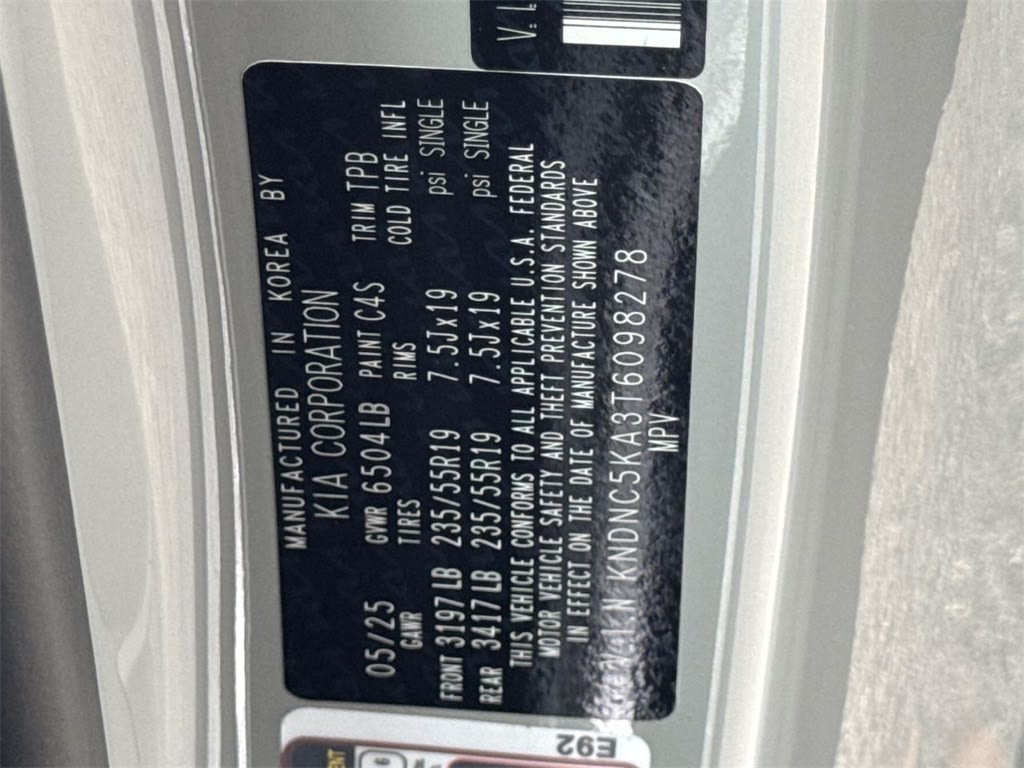 MANUFACTURED IN KOREA BY
KIA CORPORATION
05/25 GVWR 6504LB PAINT C4S TRIM TPB
GAWR TIRES RIMS COLD TIRE INFL
FRONT 3197LB 235/55R19 7.5Jx19 psi SINGLE
REAR 3417LB 235/55R19 7.5Jx19 psi SINGLE
THIS VEHICLE CONFORMS TO ALL APPLICABLE U.S.A. FEDERAL
MOTOR VEHICLE SAFETY AND THEFT PREVENTION STANDARDS
IN EFFECT ON THE DATE OF MANUFACTURE SHOWN ABOVE
KNDNC5KA3T6098278
MPV
E92